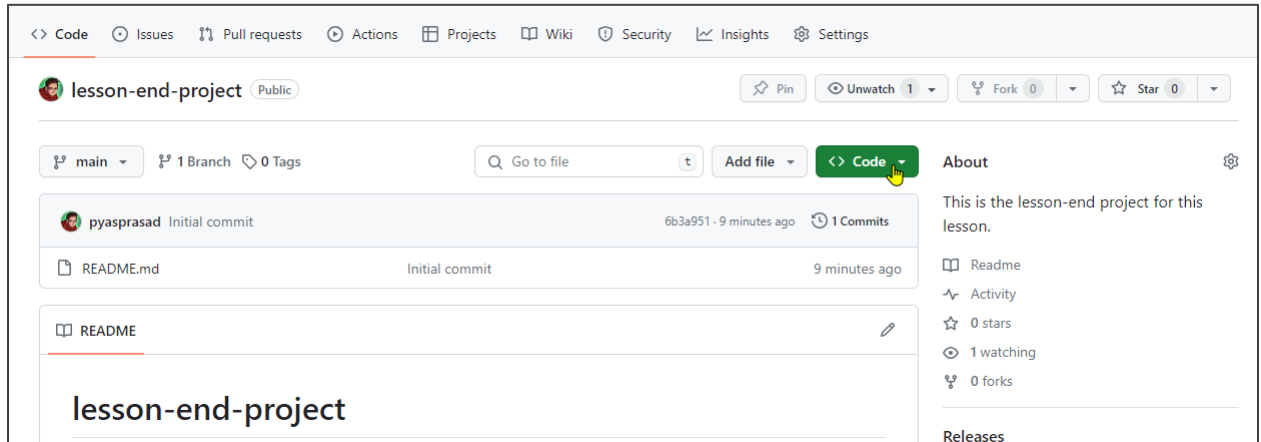 <> Code Issues Pull requests Actions Projects Wiki Security Insights Settings
lesson-end-project Public Pin Unwatch 1 Fork 0 Star 0
main 1 Branch 0 Tags Go to file t Add file <> Code
pyasprasad Initial commit 6b3a951 · 9 minutes ago 1 Commits
README.md Initial commit 9 minutes ago
README
lesson-end-project
About
This is the lesson-end project for this
lesson.
Readme
Activity
0 stars
1 watching
0 forks
Releases